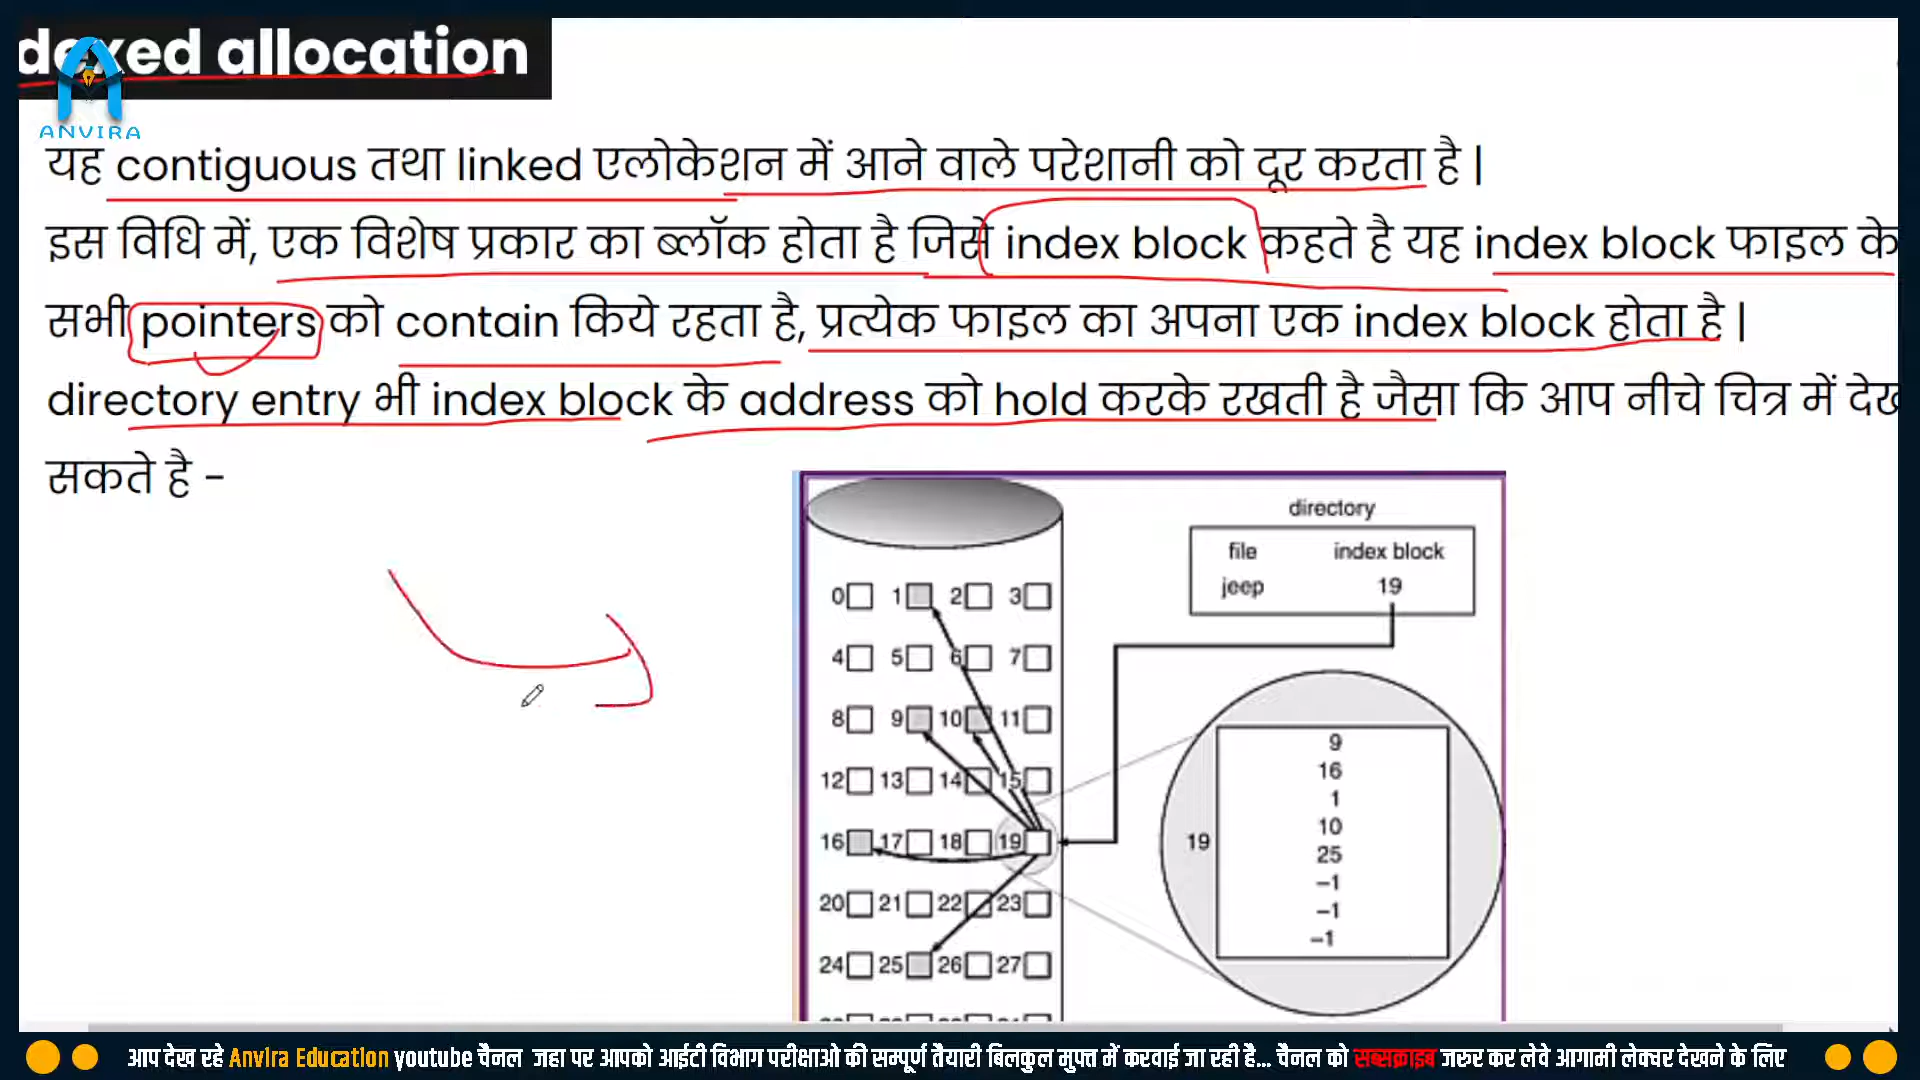 dexed allocation
ANVIRA
यह contiguous तथा linked एलोकेशन में आने वाले परेशानी को दूर करता है |
इस विधि में, एक विशेष प्रकार का ब्लॉक होता है जिसे index block कहते है यह index block फाइल के
सभी pointers को contain किये रहता है, प्रत्येक फाइल का अपना एक index block होता है |
directory entry भी index block के address को hold करके रखती है जैसा कि आप नीचे चित्र में देख
सकते है -
directory
file index block
jeep 19
0 1 2 3
4 5 6 7
8 9 10 11
12 13 14 15
16 17 18 19
20 21 22 23
24 25 26 27
19
9
16
1
10
25
–1
–1
–1
आप देख रहे Anvira Education youtube चैनल जहा पर आपको आईटी विभाग परीक्षाओ की सम्पूर्ण तैयारी बिलकुल मुफ्त में करवाई जा रही है... चैनल को सब्सक्राइब जरुर कर लेवे आगामी लेक्चर देखने के लिए